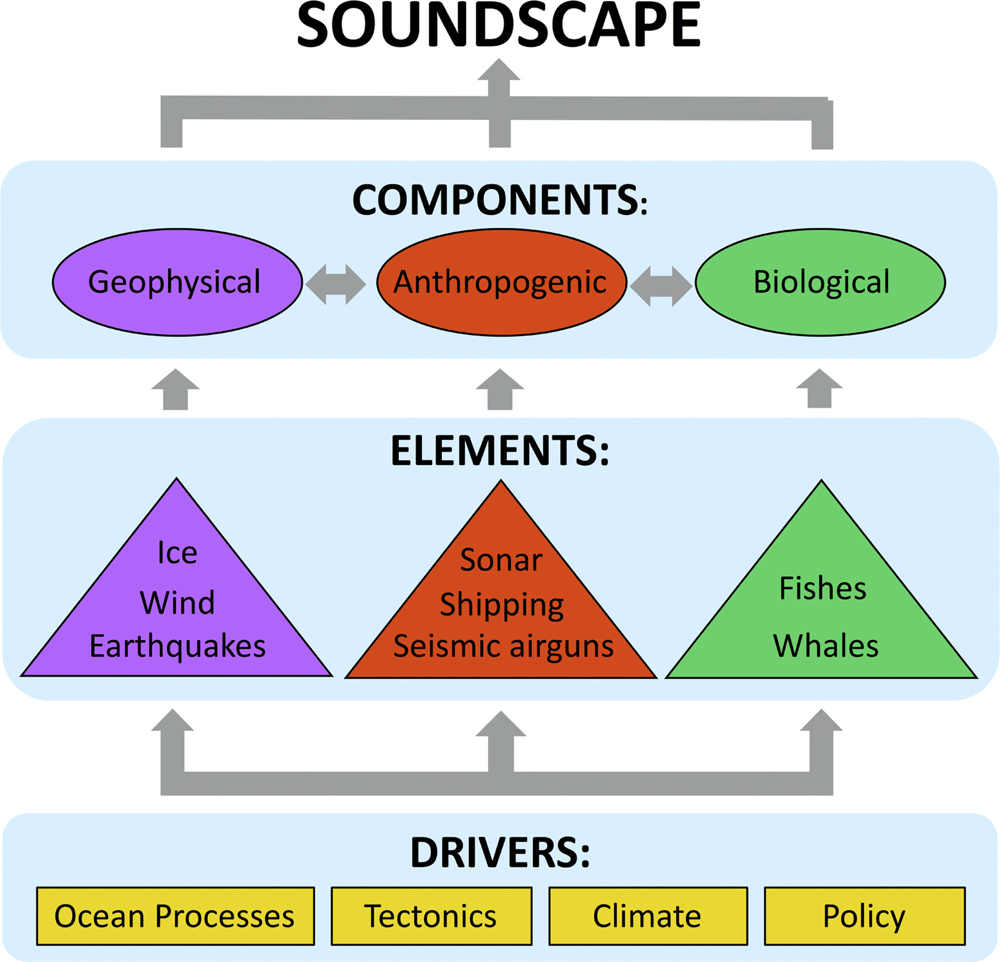 SOUNDSCAPE
COMPONENTS:
Geophysical
Anthropogenic
Biological
ELEMENTS:
Ice
Wind
Earthquakes
Sonar
Shipping
Seismic airguns
Fishes
Whales
DRIVERS:
Ocean Processes
Tectonics
Climate
Policy